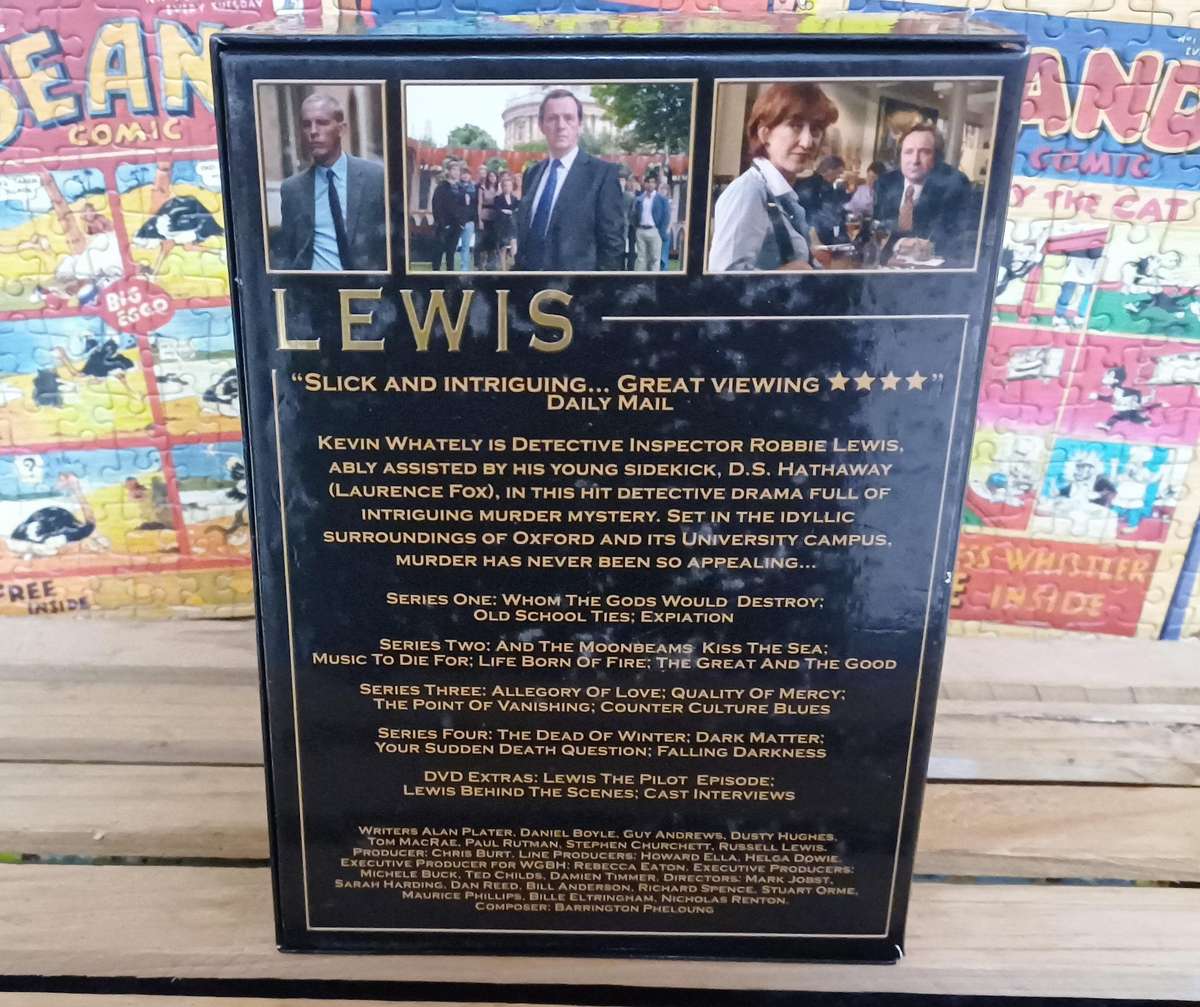 EVERY TUESDAY
BEAN
COMIC
ANE
COMIC
Y THE CAT
BIG
EGGO
FREE
INSIDE
SS WHISTLER
E INSIDE
LEWIS
“SLICK AND INTRIGUING... GREAT VIEWING ★★★★”
DAILY MAIL
KEVIN WHATELY IS DETECTIVE INSPECTOR ROBBIE LEWIS,
ABLY ASSISTED BY HIS YOUNG SIDEKICK, D.S. HATHAWAY
(LAURENCE FOX), IN THIS HIT DETECTIVE DRAMA FULL OF
INTRIGUING MURDER MYSTERY. SET IN THE IDYLLIC
SURROUNDINGS OF OXFORD AND ITS UNIVERSITY CAMPUS,
MURDER HAS NEVER BEEN SO APPEALING...
SERIES ONE: WHOM THE GODS WOULD DESTROY;
OLD SCHOOL TIES; EXPIATION
SERIES TWO: AND THE MOONBEAMS KISS THE SEA;
MUSIC TO DIE FOR; LIFE BORN OF FIRE; THE GREAT AND THE GOOD
SERIES THREE: ALLEGORY OF LOVE; QUALITY OF MERCY;
THE POINT OF VANISHING; COUNTER CULTURE BLUES
SERIES FOUR: THE DEAD OF WINTER; DARK MATTER;
YOUR SUDDEN DEATH QUESTION; FALLING DARKNESS
DVD EXTRAS: LEWIS THE PILOT EPISODE;
LEWIS BEHIND THE SCENES; CAST INTERVIEWS
WRITERS ALAN PLATER, DANIEL BOYLE, GUY ANDREWS, DUSTY HUGHES,
TOM MACRAE, PAUL RUTMAN, STEPHEN CHURCHETT, RUSSELL LEWIS.
PRODUCER: CHRIS BURT. LINE PRODUCERS: HOWARD ELLA, HELGA DOWIE.
EXECUTIVE PRODUCER FOR WGBH: REBECCA EATON. EXECUTIVE PRODUCERS:
MICHELE BUCK, TED CHILDS, DAMIEN TIMMER. DIRECTORS: MARK JOBST,
SARAH HARDING, DAN REED, BILL ANDERSON, RICHARD SPENCE, STUART ORME,
MAURICE PHILLIPS, BILLE ELTRINGHAM, NICHOLAS RENTON.
COMPOSER: BARRINGTON PHELOUNG